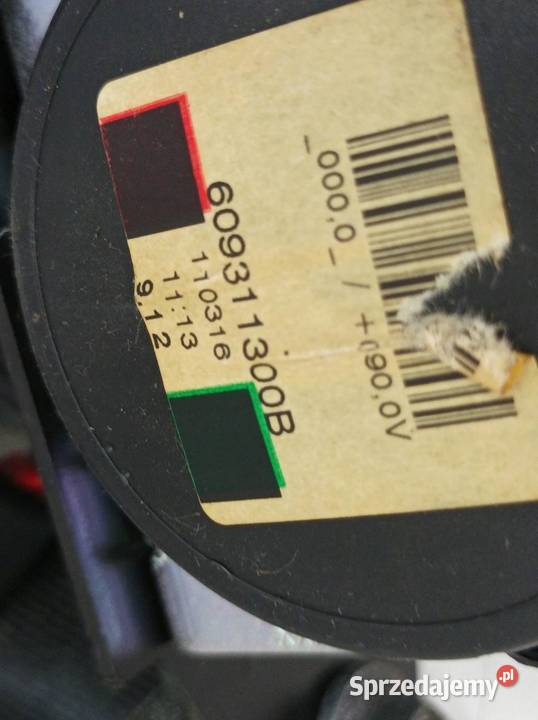 _000,0_ / +090,0V
609311300B
110316
11:13
9.12
Sprzedajemy.pl